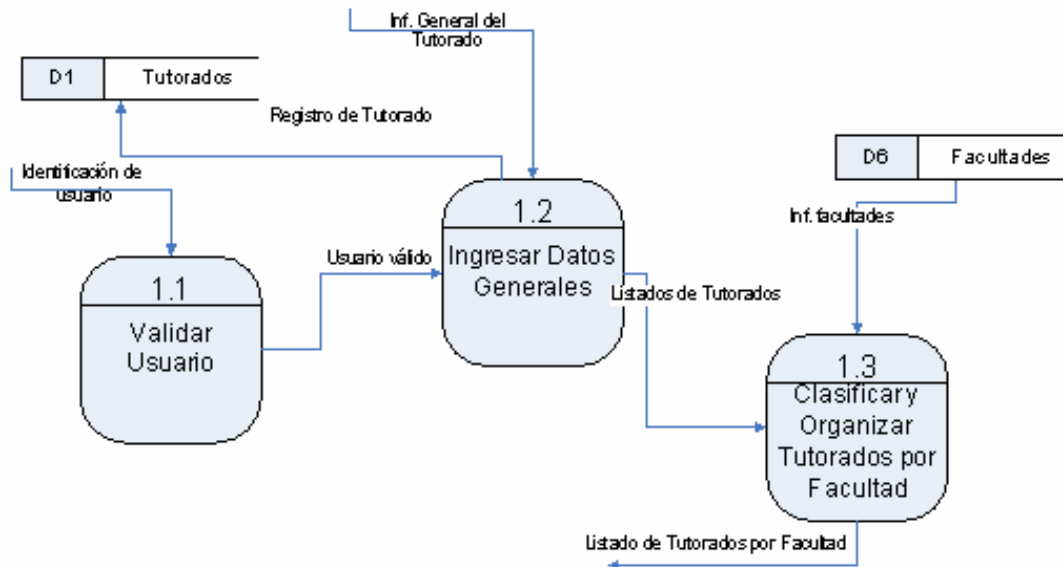 Inf. General del
Tutorado
D1
Tutorados
Registro de Tutorado
Identificación de
usuario
D6
Facultades
Inf. facultades
1.2
Ingresar Datos
Generales
Usuario válido
Listados de Tutorados
1.1
Validar
Usuario
1.3
Clasificar y
Organizar
Tutorados por
Facultad
Listado de Tutorados por Facultad